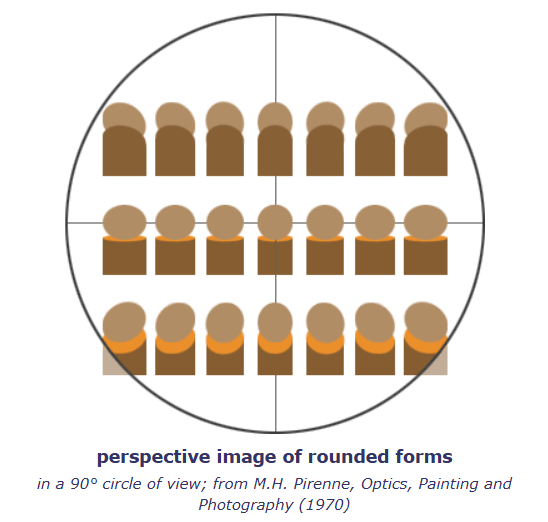 perspective image of rounded forms
in a 90° circle of view; from M.H. Pirenne, Optics, Painting and
Photography (1970)